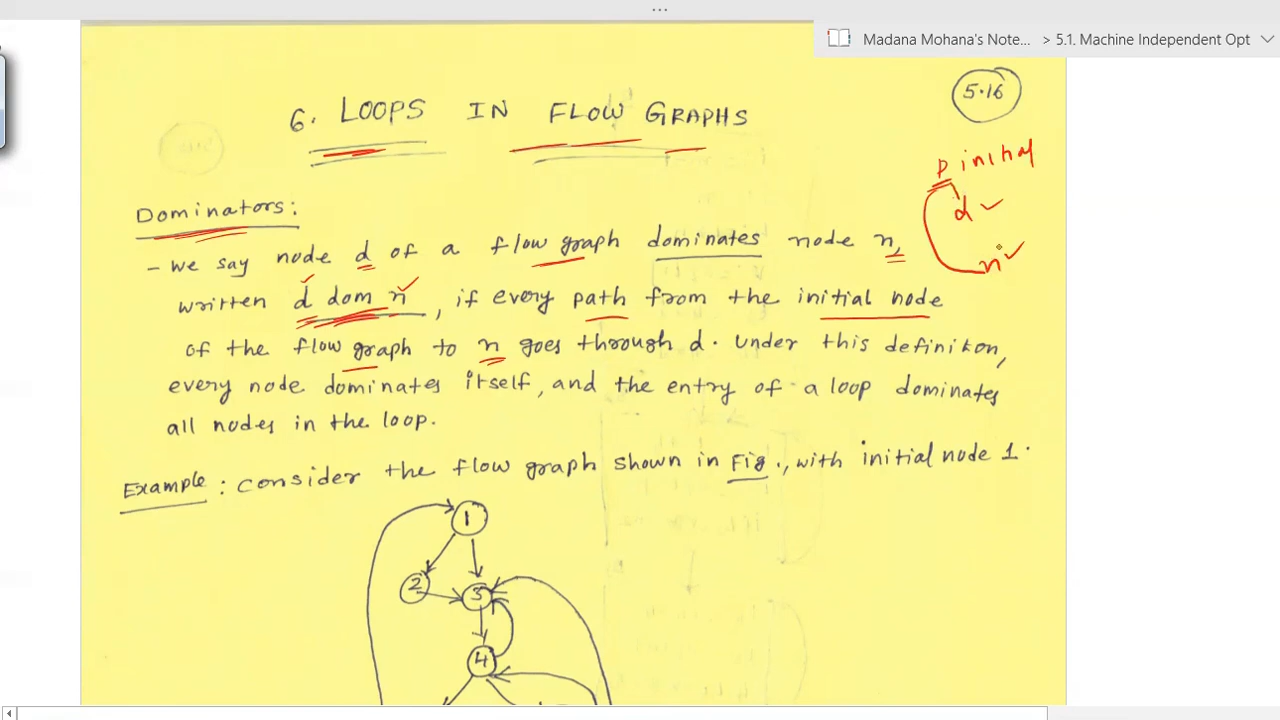 Madana Mohana's Note... > 5.1. Machine Independent Opt
5.16
6. LOOPS IN FLOW GRAPHS
p inital
d
n
Dominators:
- we say node d of a flow graph dominates node n,
written d dom n, if every path from the initial node
of the flow graph to n goes through d. under this definiton,
every node dominates itself, and the entry of a loop dominates
all nodes in the loop.
Example: consider the flow graph shown in Fig., with initial node 1.
1
2 3
4